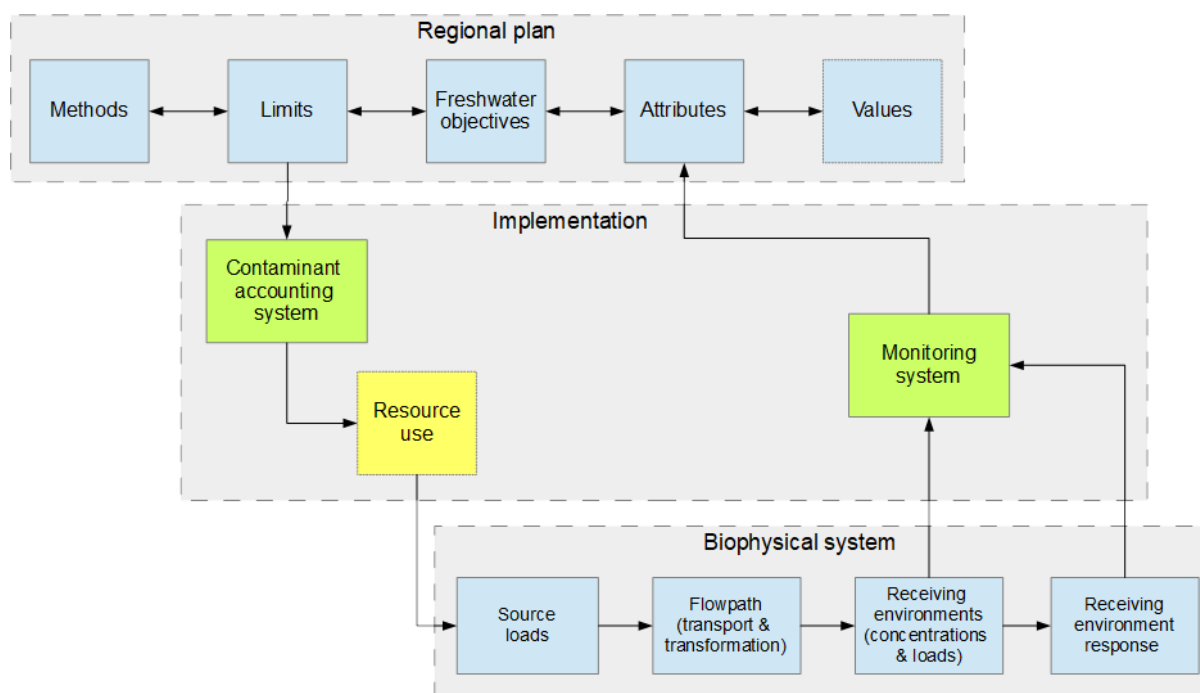 Regional plan
Methods
Limits
Freshwater
objectives
Attributes
Values
Implementation
Contaminant
accounting
system
Resource
use
Monitoring
system
Biophysical system
Source
loads
Flowpath
(transport &
transformation)
Receiving
environments
(concentrations
& loads)
Receiving
environment
response